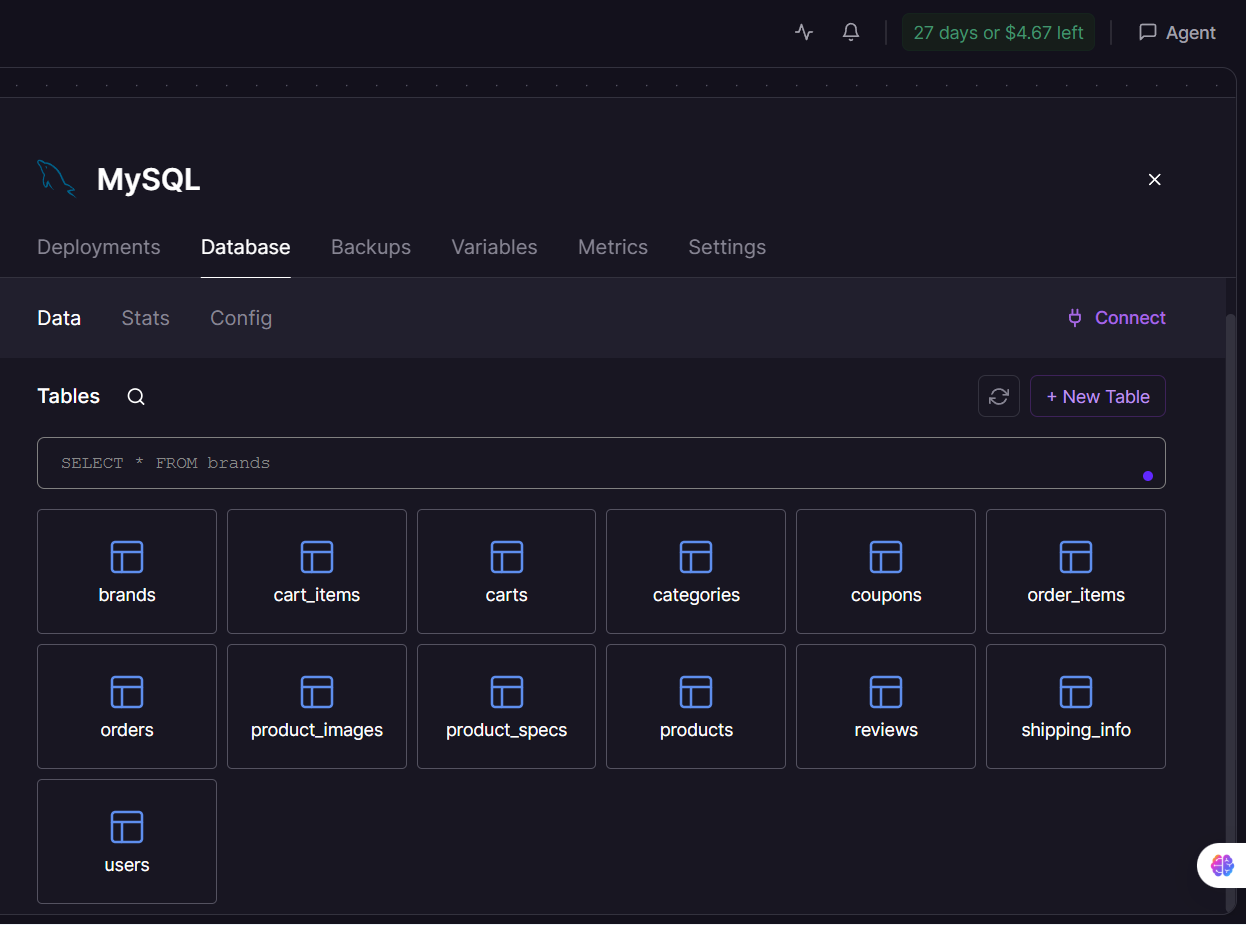 27 days or $4.67 left
Agent
MySQL
Deployments Database Backups Variables Metrics Settings
Data Stats Config Connect
Tables + New Table
SELECT * FROM brands
brands cart_items carts categories coupons order_items
orders product_images product_specs products reviews shipping_info
users